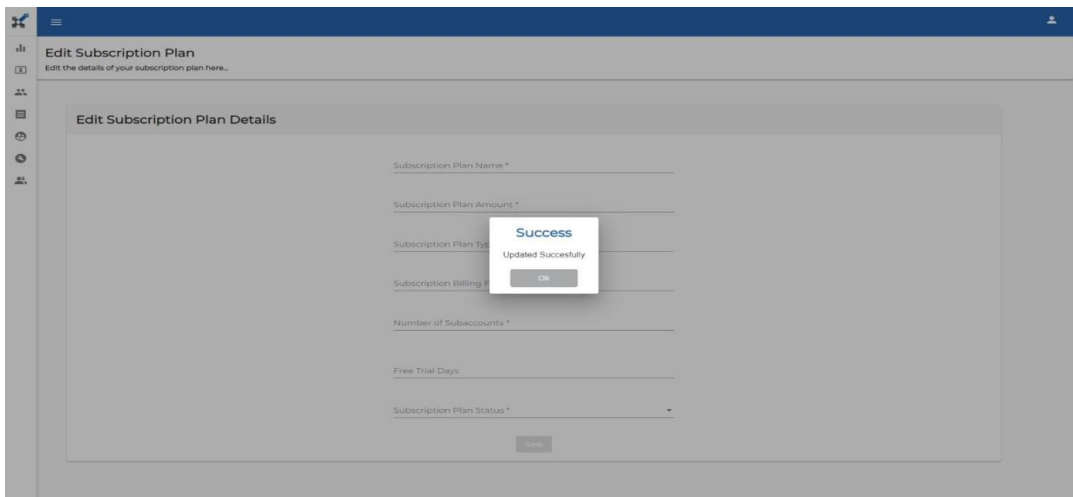 Edit Subscription Plan
Edit the details of your subscription plan here...
Edit Subscription Plan Details
Subscription Plan Name *
Subscription Plan Amount *
Subscription Plan Typ
Subscription Billing
Number of Subaccounts *
Free Trial Days
Subscription Plan Status *
Save
Success
Updated Succesfully
Ok